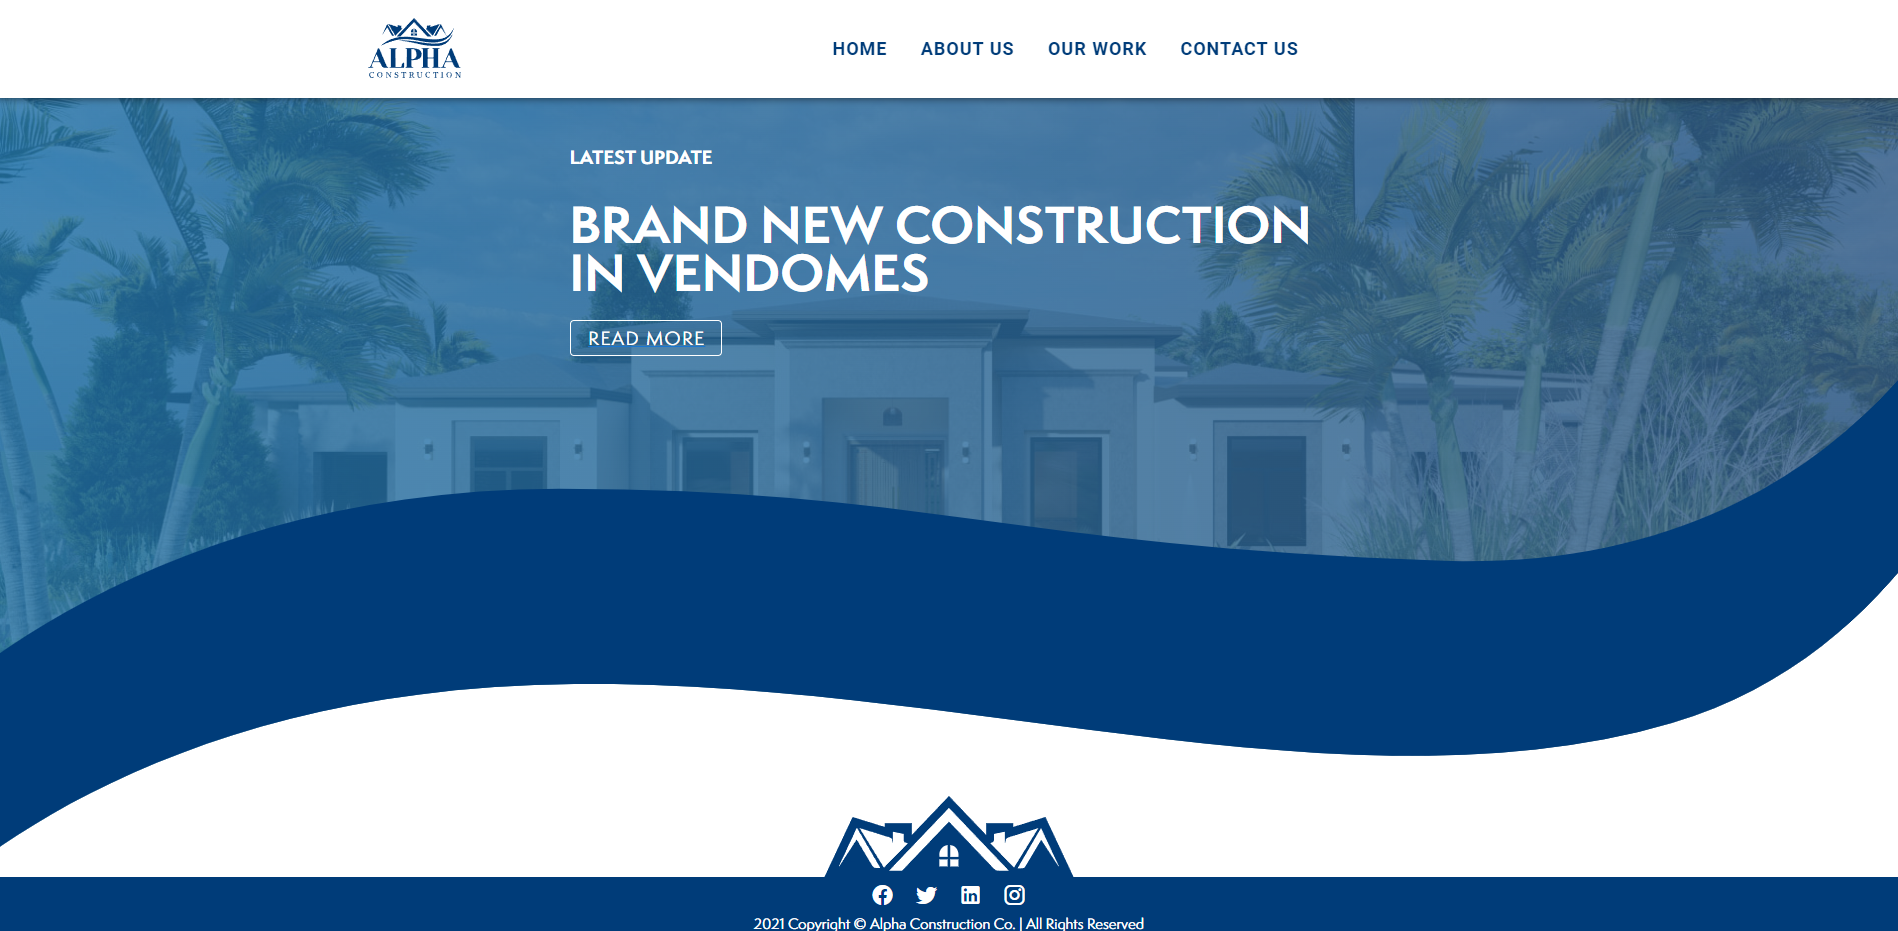 ALPHA
CONSTRUCTION
HOME ABOUT US OUR WORK CONTACT US
LATEST UPDATE
BRAND NEW CONSTRUCTION
IN VENDOMES
READ MORE
2021 Copyright © Alpha Construction Co. | All Rights Reserved